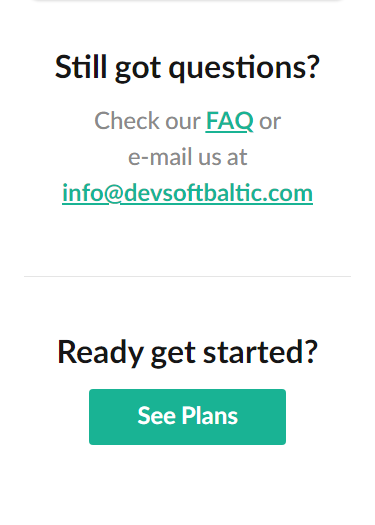 Still got questions?
Check our FAQ or
e-mail us at
info@devsoftbaltic.com
Ready get started?
See Plans